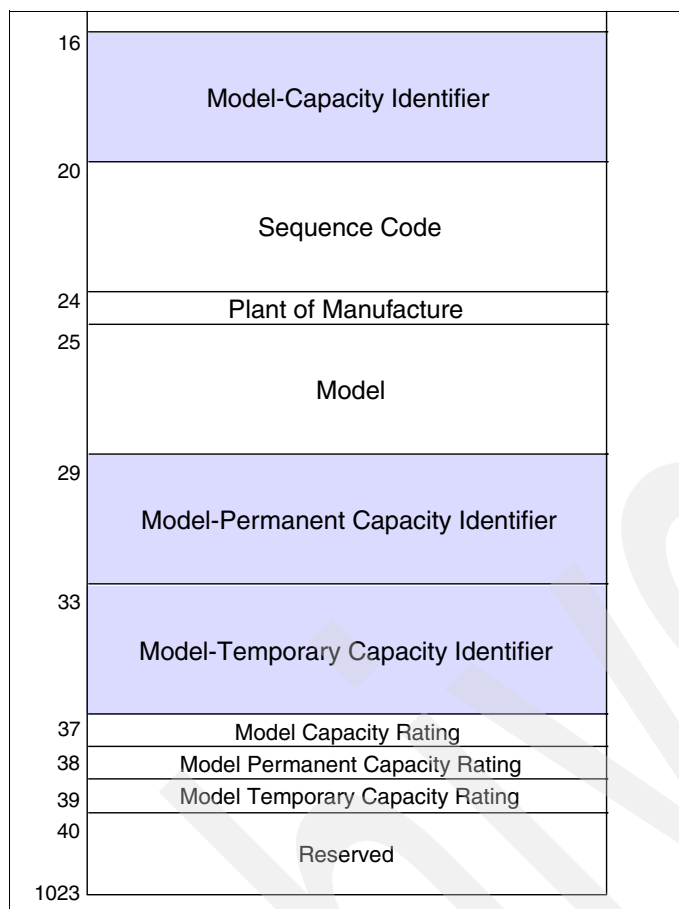 16
Model-Capacity Identifier
20
Sequence Code
24
Plant of Manufacture
25
Model
29
Model-Permanent Capacity Identifier
33
Model-Temporary Capacity Identifier
37
Model Capacity Rating
38
Model Permanent Capacity Rating
39
Model Temporary Capacity Rating
40
Reserved
1023